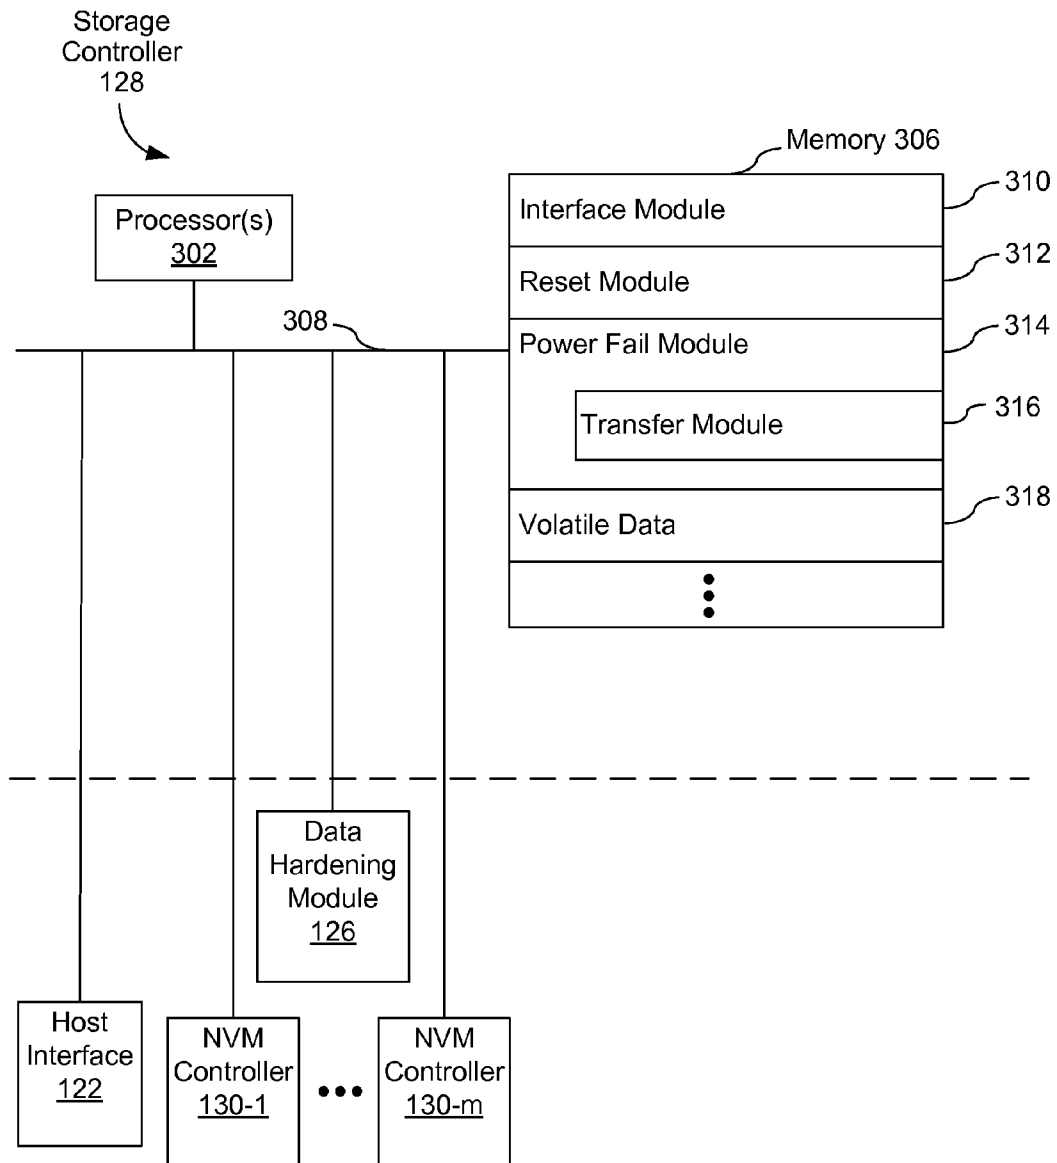 Storage
Controller
128
Memory 306
Processor(s)
302
Interface Module
310
Reset Module
312
308
Power Fail Module
314
Transfer Module
316
Volatile Data
318
Data
Hardening
Module
126
Host
Interface
122
NVM
Controller
130-1
NVM
Controller
130-m